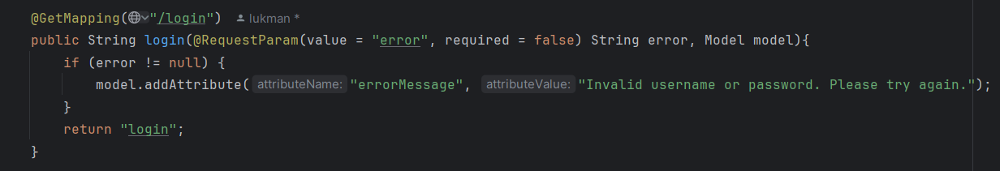 @GetMapping("/login") lukman *
public String login(@RequestParam(value = "error", required = false) String error, Model model){
if (error != null) {
model.addAttribute( attributeName: "errorMessage", attributeValue: "Invalid username or password. Please try again.");
}
return "login";
}